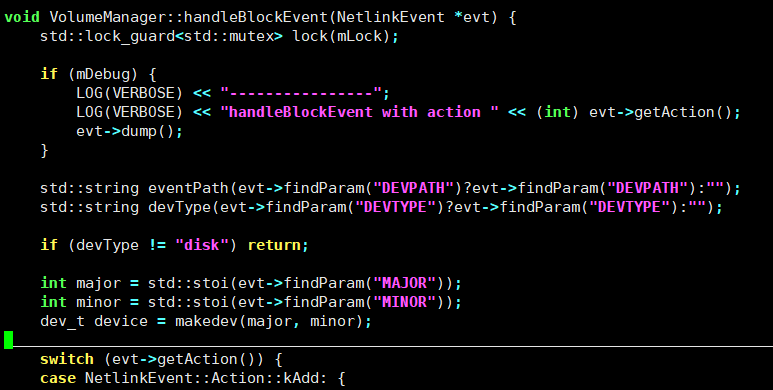 void VolumeManager::handleBlockEvent(NetlinkEvent *evt) {
    std::lock_guard<std::mutex> lock(mLock);

    if (mDebug) {
        LOG(VERBOSE) << "----------------";
        LOG(VERBOSE) << "handleBlockEvent with action " << (int) evt->getAction();
        evt->dump();
    }

    std::string eventPath(evt->findParam("DEVPATH")?evt->findParam("DEVPATH"):"");
    std::string devType(evt->findParam("DEVTYPE")?evt->findParam("DEVTYPE"):"");

    if (devType != "disk") return;

    int major = std::stoi(evt->findParam("MAJOR"));
    int minor = std::stoi(evt->findParam("MINOR"));
    dev_t device = makedev(major, minor);

    switch (evt->getAction()) {
    case NetlinkEvent::Action::kAdd: {